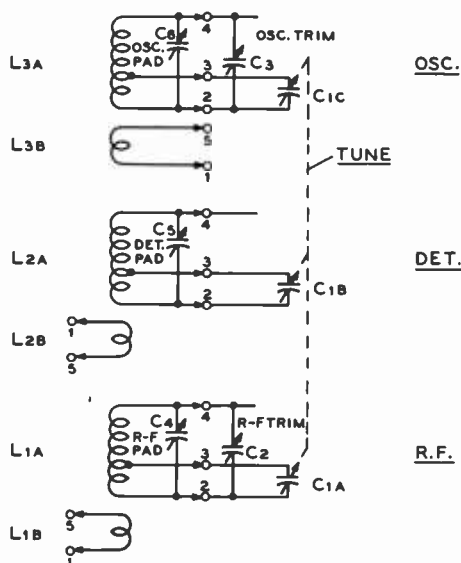 L3A
C6
OSC.
PAD
4
OSC. TRIM
C3
3
C1C
2
OSC.
L3B
5
1
TUNE
L2A
C5
DET.
PAD
4
3
C1B
2
DET.
L2B
1
5
L1A
C4
R-F
PAD
4
R-F TRIM
C2
3
C1A
2
R.F.
L1B
5
1